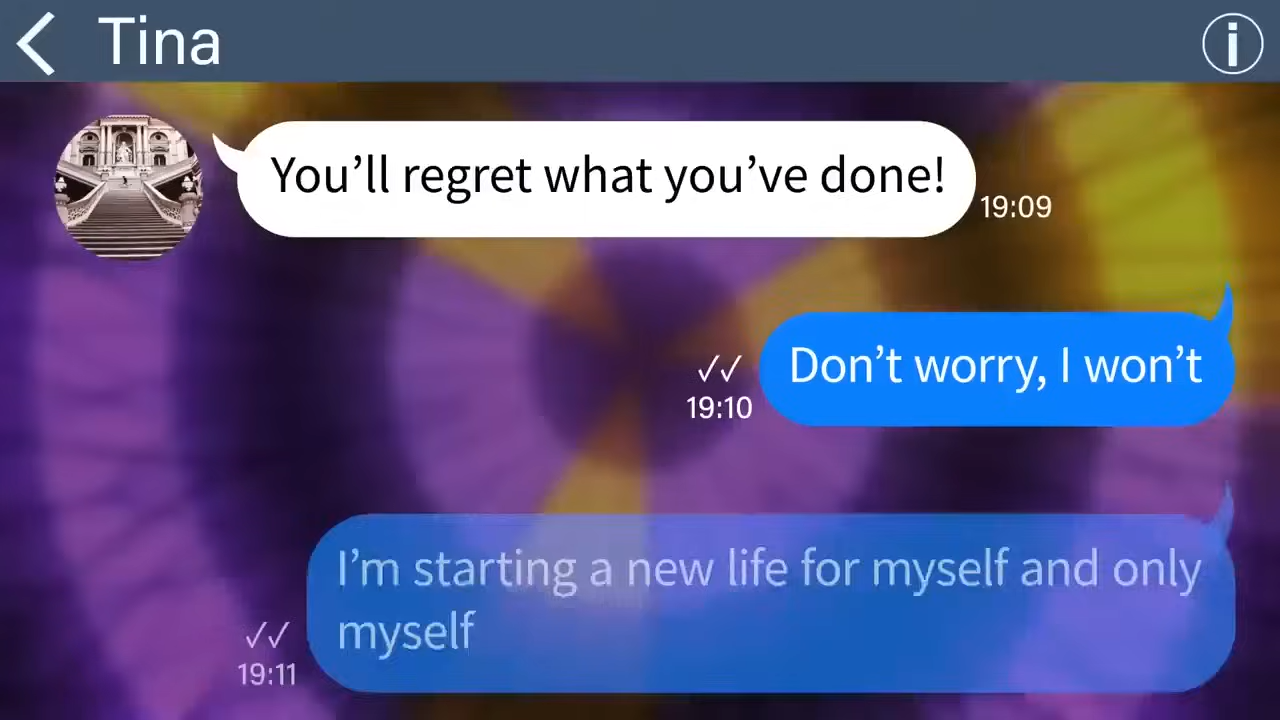 Tina
You’ll regret what you’ve done!
19:09
Don’t worry, I won’t
19:10
I’m starting a new life for myself and only
myself
19:11